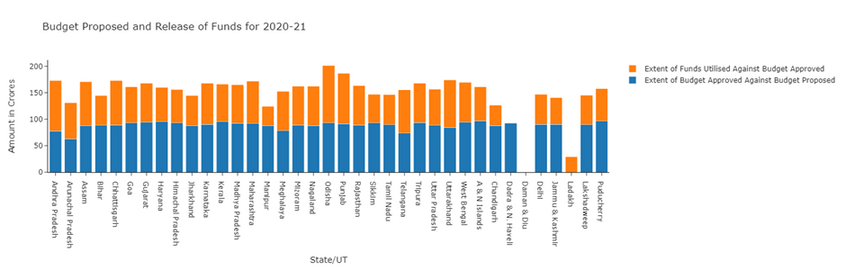 Budget Proposed and Release of Funds for 2020-21
Extent of Funds Utilised Against Budget Approved
Extent of Budget Approved Against Budget Proposed
Amount in Crores
200
150
100
50
0
Andhra Pradesh
Arunachal Pradesh
Assam
Bihar
Chhattisgarh
Goa
Gujarat
Haryana
Himachal Pradesh
Jharkhand
Karnataka
Kerala
Madhya Pradesh
Maharashtra
Manipur
Meghalaya
Mizoram
Nagaland
Odisha
Punjab
Rajasthan
Sikkim
Tamil Nadu
Telangana
Tripura
Uttar Pradesh
Uttarakhand
West Bengal
A & N Islands
Chandigarh
Dadra & N. Haveli
Daman & Diu
Delhi
Jammu & Kashmir
Ladakh
Lakshadweep
Puducherry
State/UT